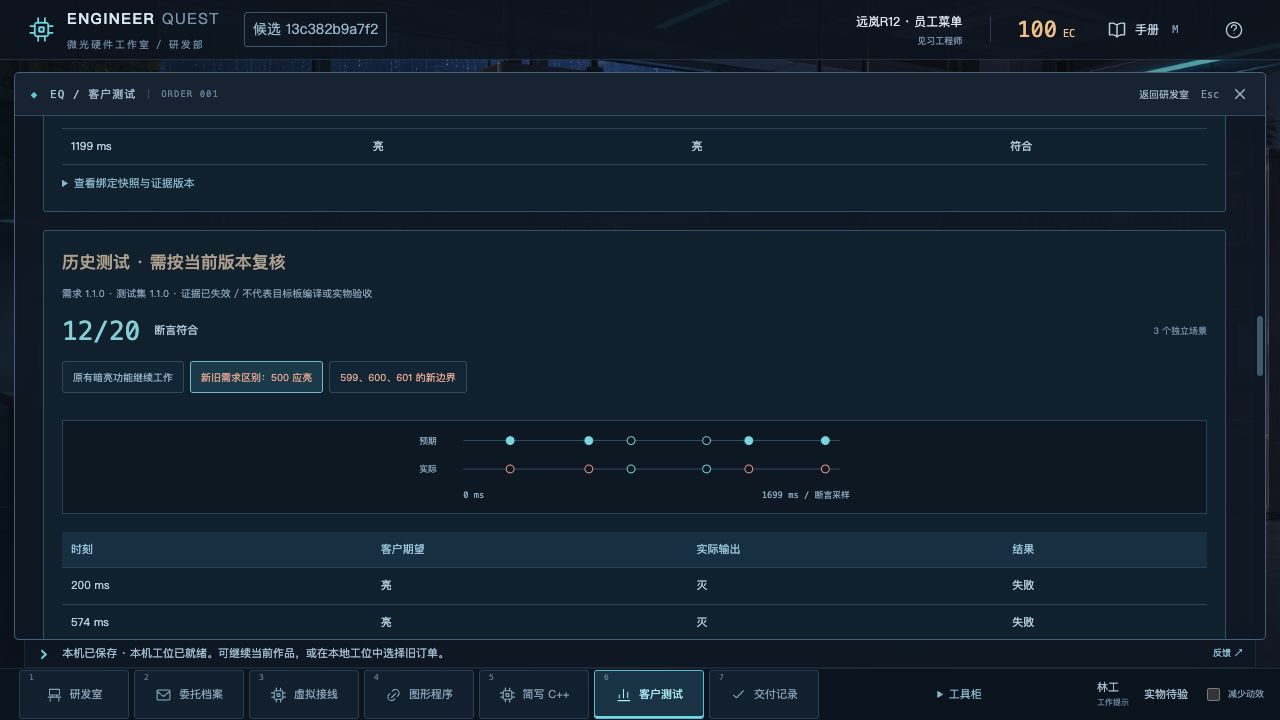 ENGINEER QUEST
微光硬件工作室 / 研发部
候选 13c382b9a7f2
远岚R12 · 员工菜单
见习工程师
100 EC
手册 M
EQ / 客户测试 | ORDER 001
返回研发室 Esc
1199 ms 亮 亮 符合
查看绑定快照与证据版本
历史测试 · 需按当前版本复核
需求 1.1.0 · 测试集 1.1.0 · 证据已失效 / 不代表目标板编译或实物验收
12/20 断言符合
3 个独立场景
原有暗亮功能继续工作
新旧需求区别：500 应亮
599、600、601 的新边界
预期
实际
0 ms
1699 ms / 断言采样
时刻 客户期望 实际输出 结果
200 ms 亮 灭 失败
574 ms 亮 灭 失败
本机已保存 · 本机工位已就绪。可继续当前作品，或在本地工位中选择旧订单。
反馈 ↗
1 研发室
2 委托档案
3 虚拟接线
4 图形程序
5 简写 C++
6 客户测试
7 交付记录
工具柜
林工
工作提示
实物待验
减少动效